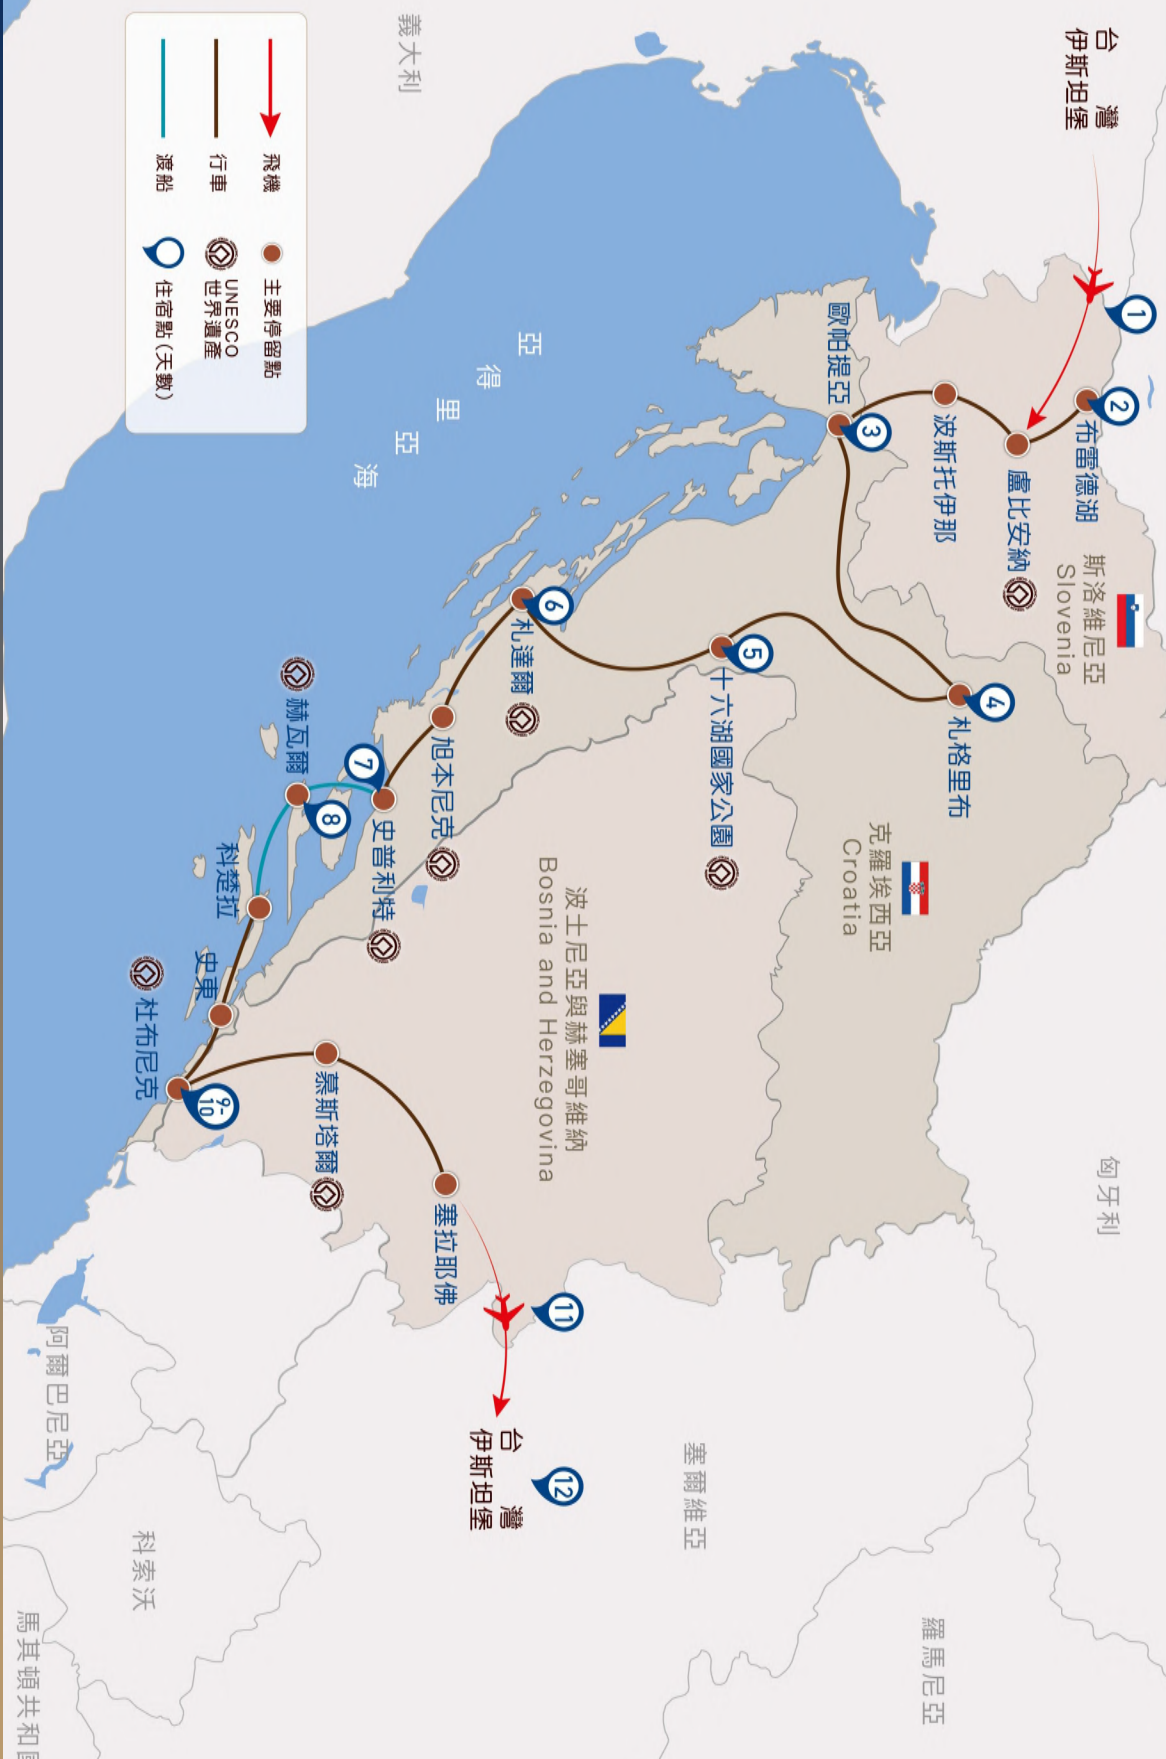 台　灣
伊斯坦堡
1
2
布雷德湖
盧比安納
波斯托伊那
歐帕提亞
3
斯洛維尼亞
Slovenia
4
札格里布
克羅埃西亞
Croatia
5
十六湖國家公園
6
札達爾
旭本尼克
7
史普利特
赫瓦爾
8
科楚拉
史東
杜布尼克
9-
10
慕斯塔爾
塞拉耶佛
波士尼亞與赫塞哥維納
Bosnia and Herzegovina
11
台　灣
伊斯坦堡
12
義大利
亞得里亞海
匈牙利
塞爾維亞
羅馬尼亞
阿爾巴尼亞
科索沃
馬其頓共和國
飛機
行車
渡船
主要停留點
UNESCO
世界遺產
住宿點(天數)